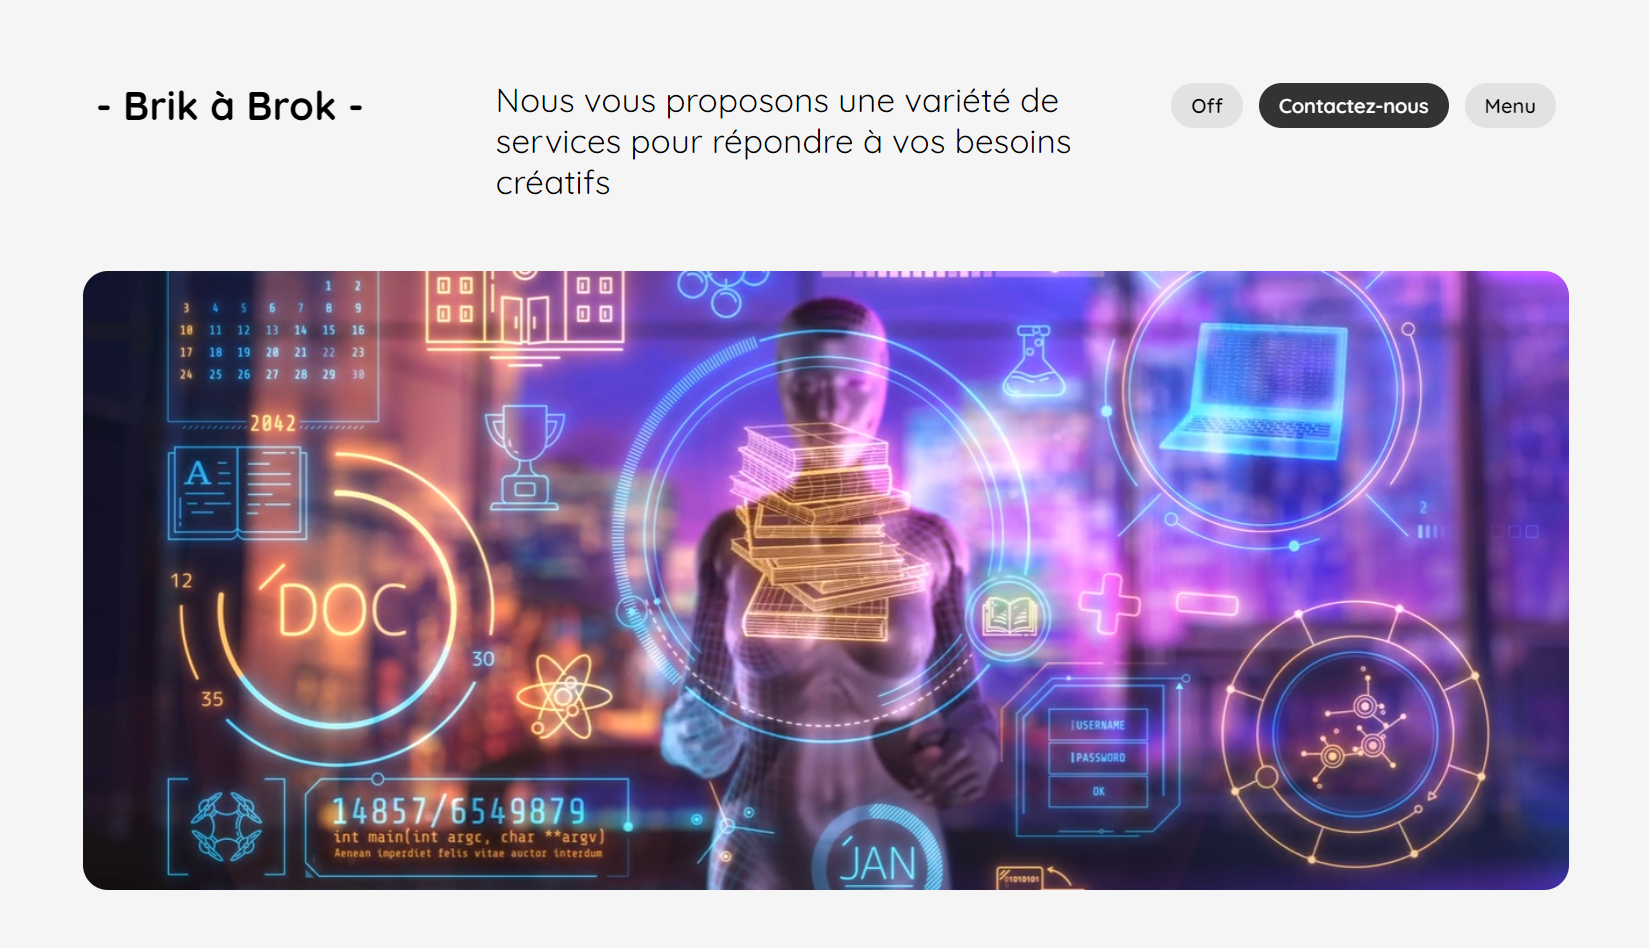 - Brik à Brok -
Nous vous proposons une variété de
services pour répondre à vos besoins
créatifs
Off
Contactez-nous
Menu
1 2
3 4 5 6 7 8 9
10 11 12 13 14 15 16
17 18 19 20 21 22 23
24 25 26 27 28 29 30
2042
A
12
DOC
30
35
2
USERNAME
PASSWORD
OK
14857/6549879
int main(int argc, char **argv)
Aenean imperdiet felis vitae auctor interdum
JAN
01010101